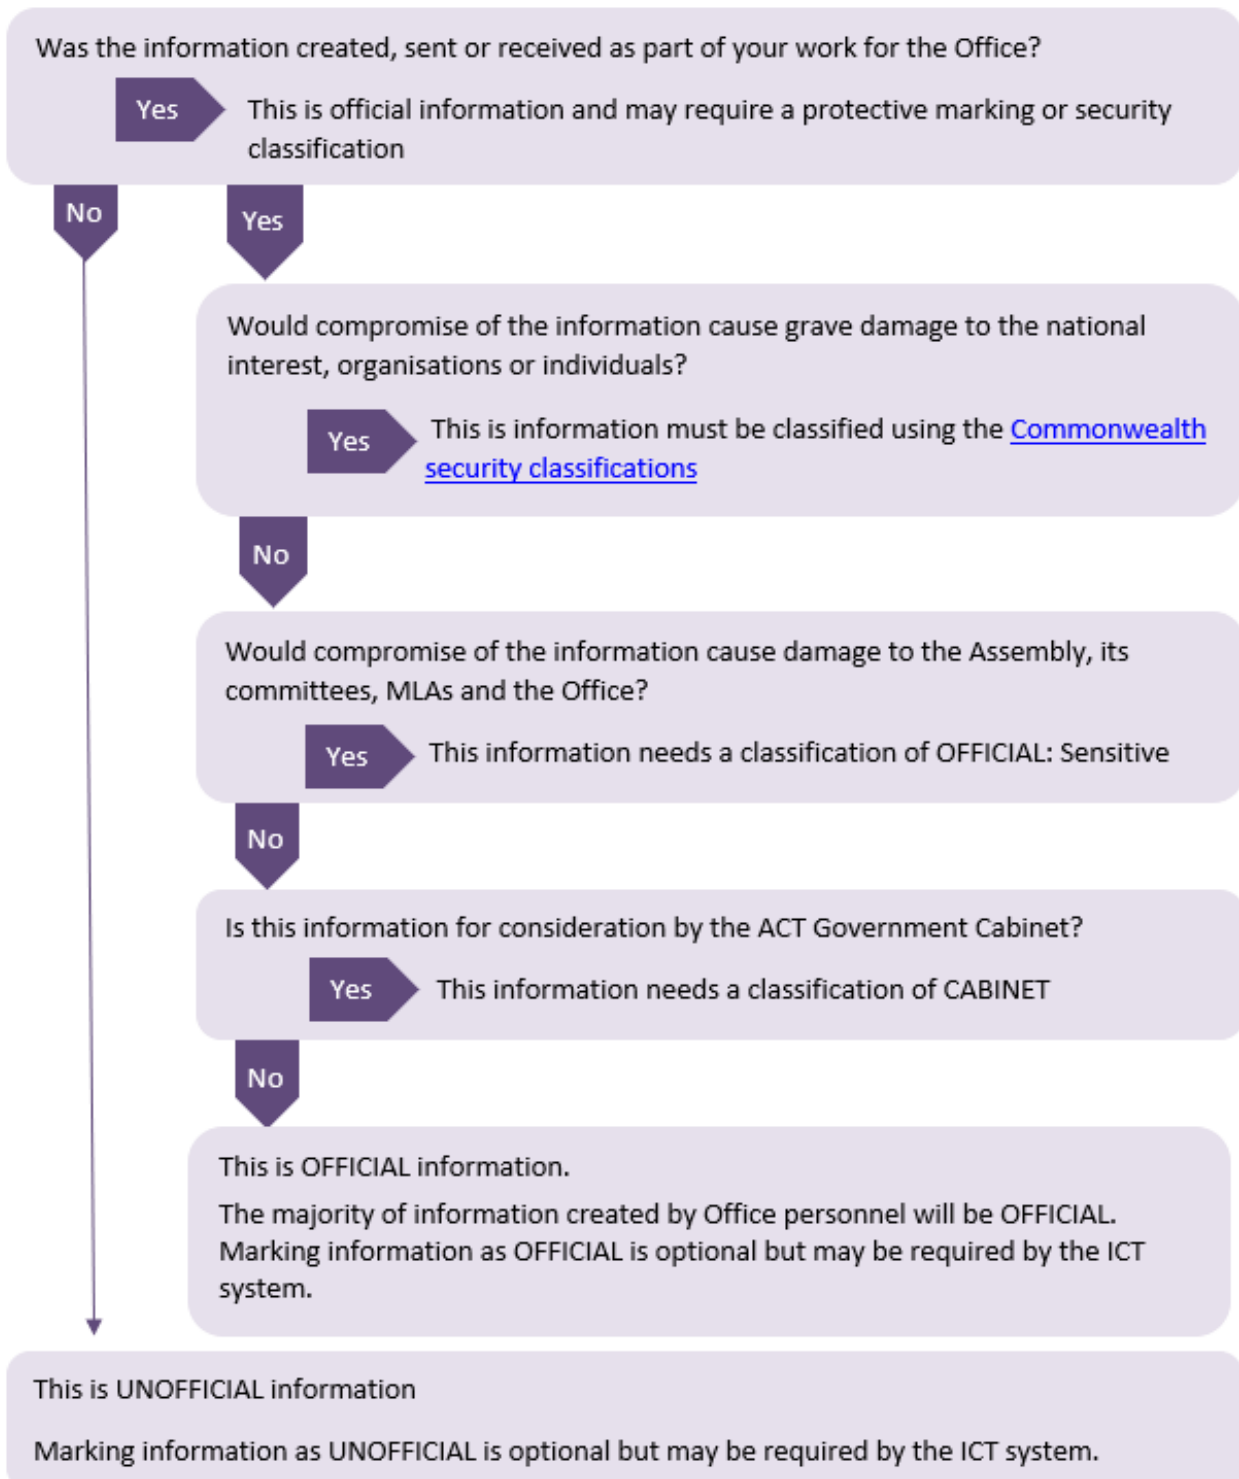 Was the information created, sent or received as part of your work for the Office?
Yes
This is official information and may require a protective marking or security
classification
No
Yes
Would compromise of the information cause grave damage to the national
interest, organisations or individuals?
Yes
This is information must be classified using the Commonwealth
security classifications
No
Would compromise of the information cause damage to the Assembly, its
committees, MLAs and the Office?
Yes
This information needs a classification of OFFICIAL: Sensitive
No
Is this information for consideration by the ACT Government Cabinet?
Yes
This information needs a classification of CABINET
No
This is OFFICIAL information.
The majority of information created by Office personnel will be OFFICIAL.
Marking information as OFFICIAL is optional but may be required by the ICT
system.
This is UNOFFICIAL information
Marking information as UNOFFICIAL is optional but may be required by the ICT system.